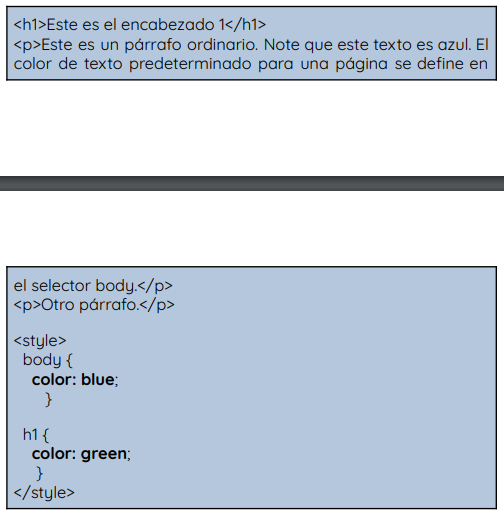 <h1>Este es el encabezado 1</h1>
<p>Este es un párrafo ordinario. Note que este texto es azul. El
color de texto predeterminado para una página se define en
el selector body.</p>
<p>Otro párrafo.</p>
<style>
body {
color: blue;
}
h1 {
color: green;
}
</style>